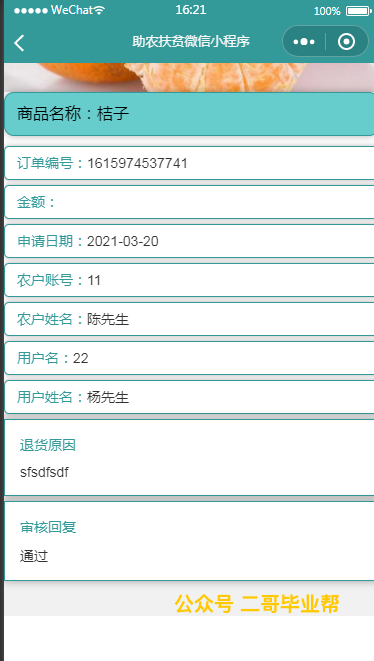 WeChat 16:21 100%
助农扶贫微信小程序
商品名称：桔子
订单编号：1615974537741
金额：
申请日期：2021-03-20
农户账号：11
农户姓名：陈先生
用户名：22
用户姓名：杨先生
退货原因
sfsdfsdf
审核回复
通过
公众号 二哥毕业帮